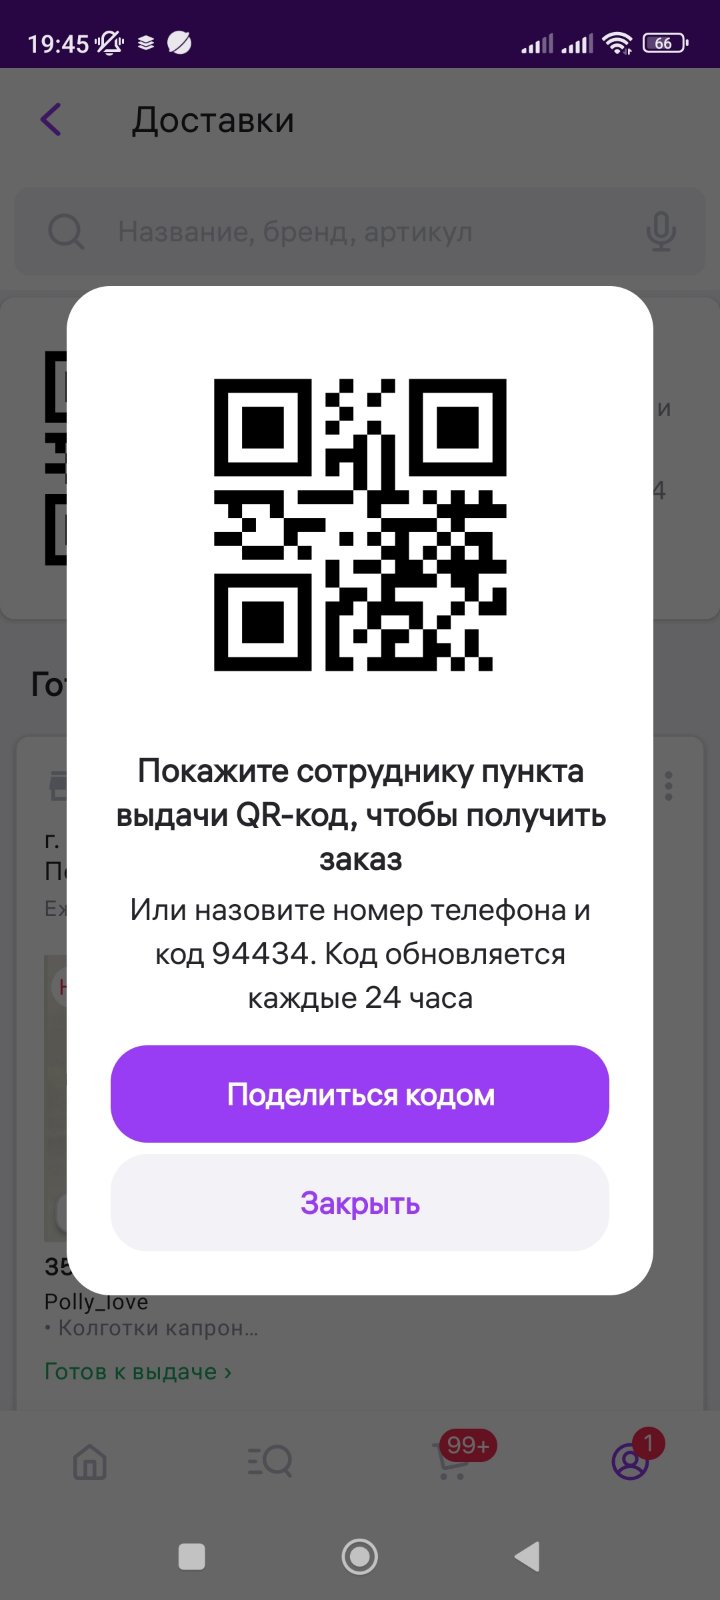 19:45
66
Доставки
Название, бренд, артикул
и
4
Покажите сотруднику пункта
выдачи QR-код, чтобы получить
заказ
Или назовите номер телефона и
код 94434. Код обновляется
каждые 24 часа
Поделиться кодом
Закрыть
г.
35
Polly_love
• Колготки капрон...
Готов к выдаче ›
99+
1